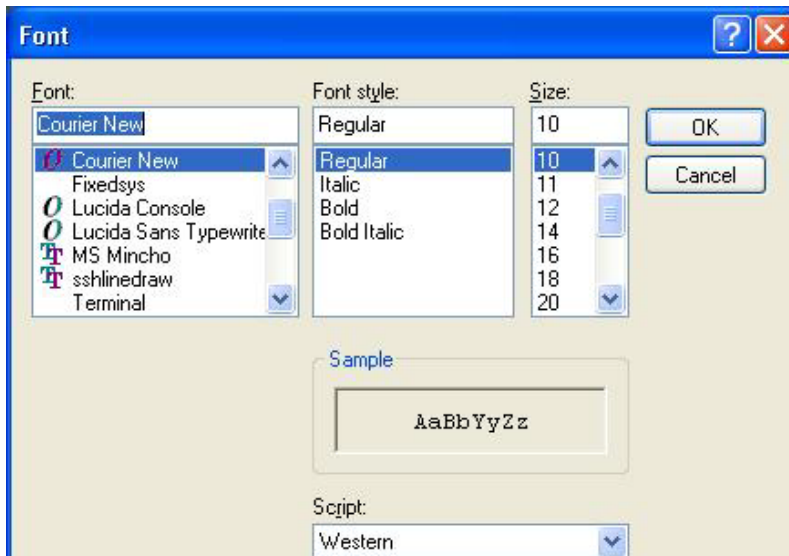 Font
Font:
Font style:
Size:
Courier New
Regular
10
OK
Courier New
Fixedsys
Lucida Console
Lucida Sans Typewrite
MS Mincho
sshlinedraw
Terminal
Regular
Italic
Bold
Bold Italic
10
11
12
14
16
18
20
Cancel
Sample
AaBbYyZz
Script:
Western